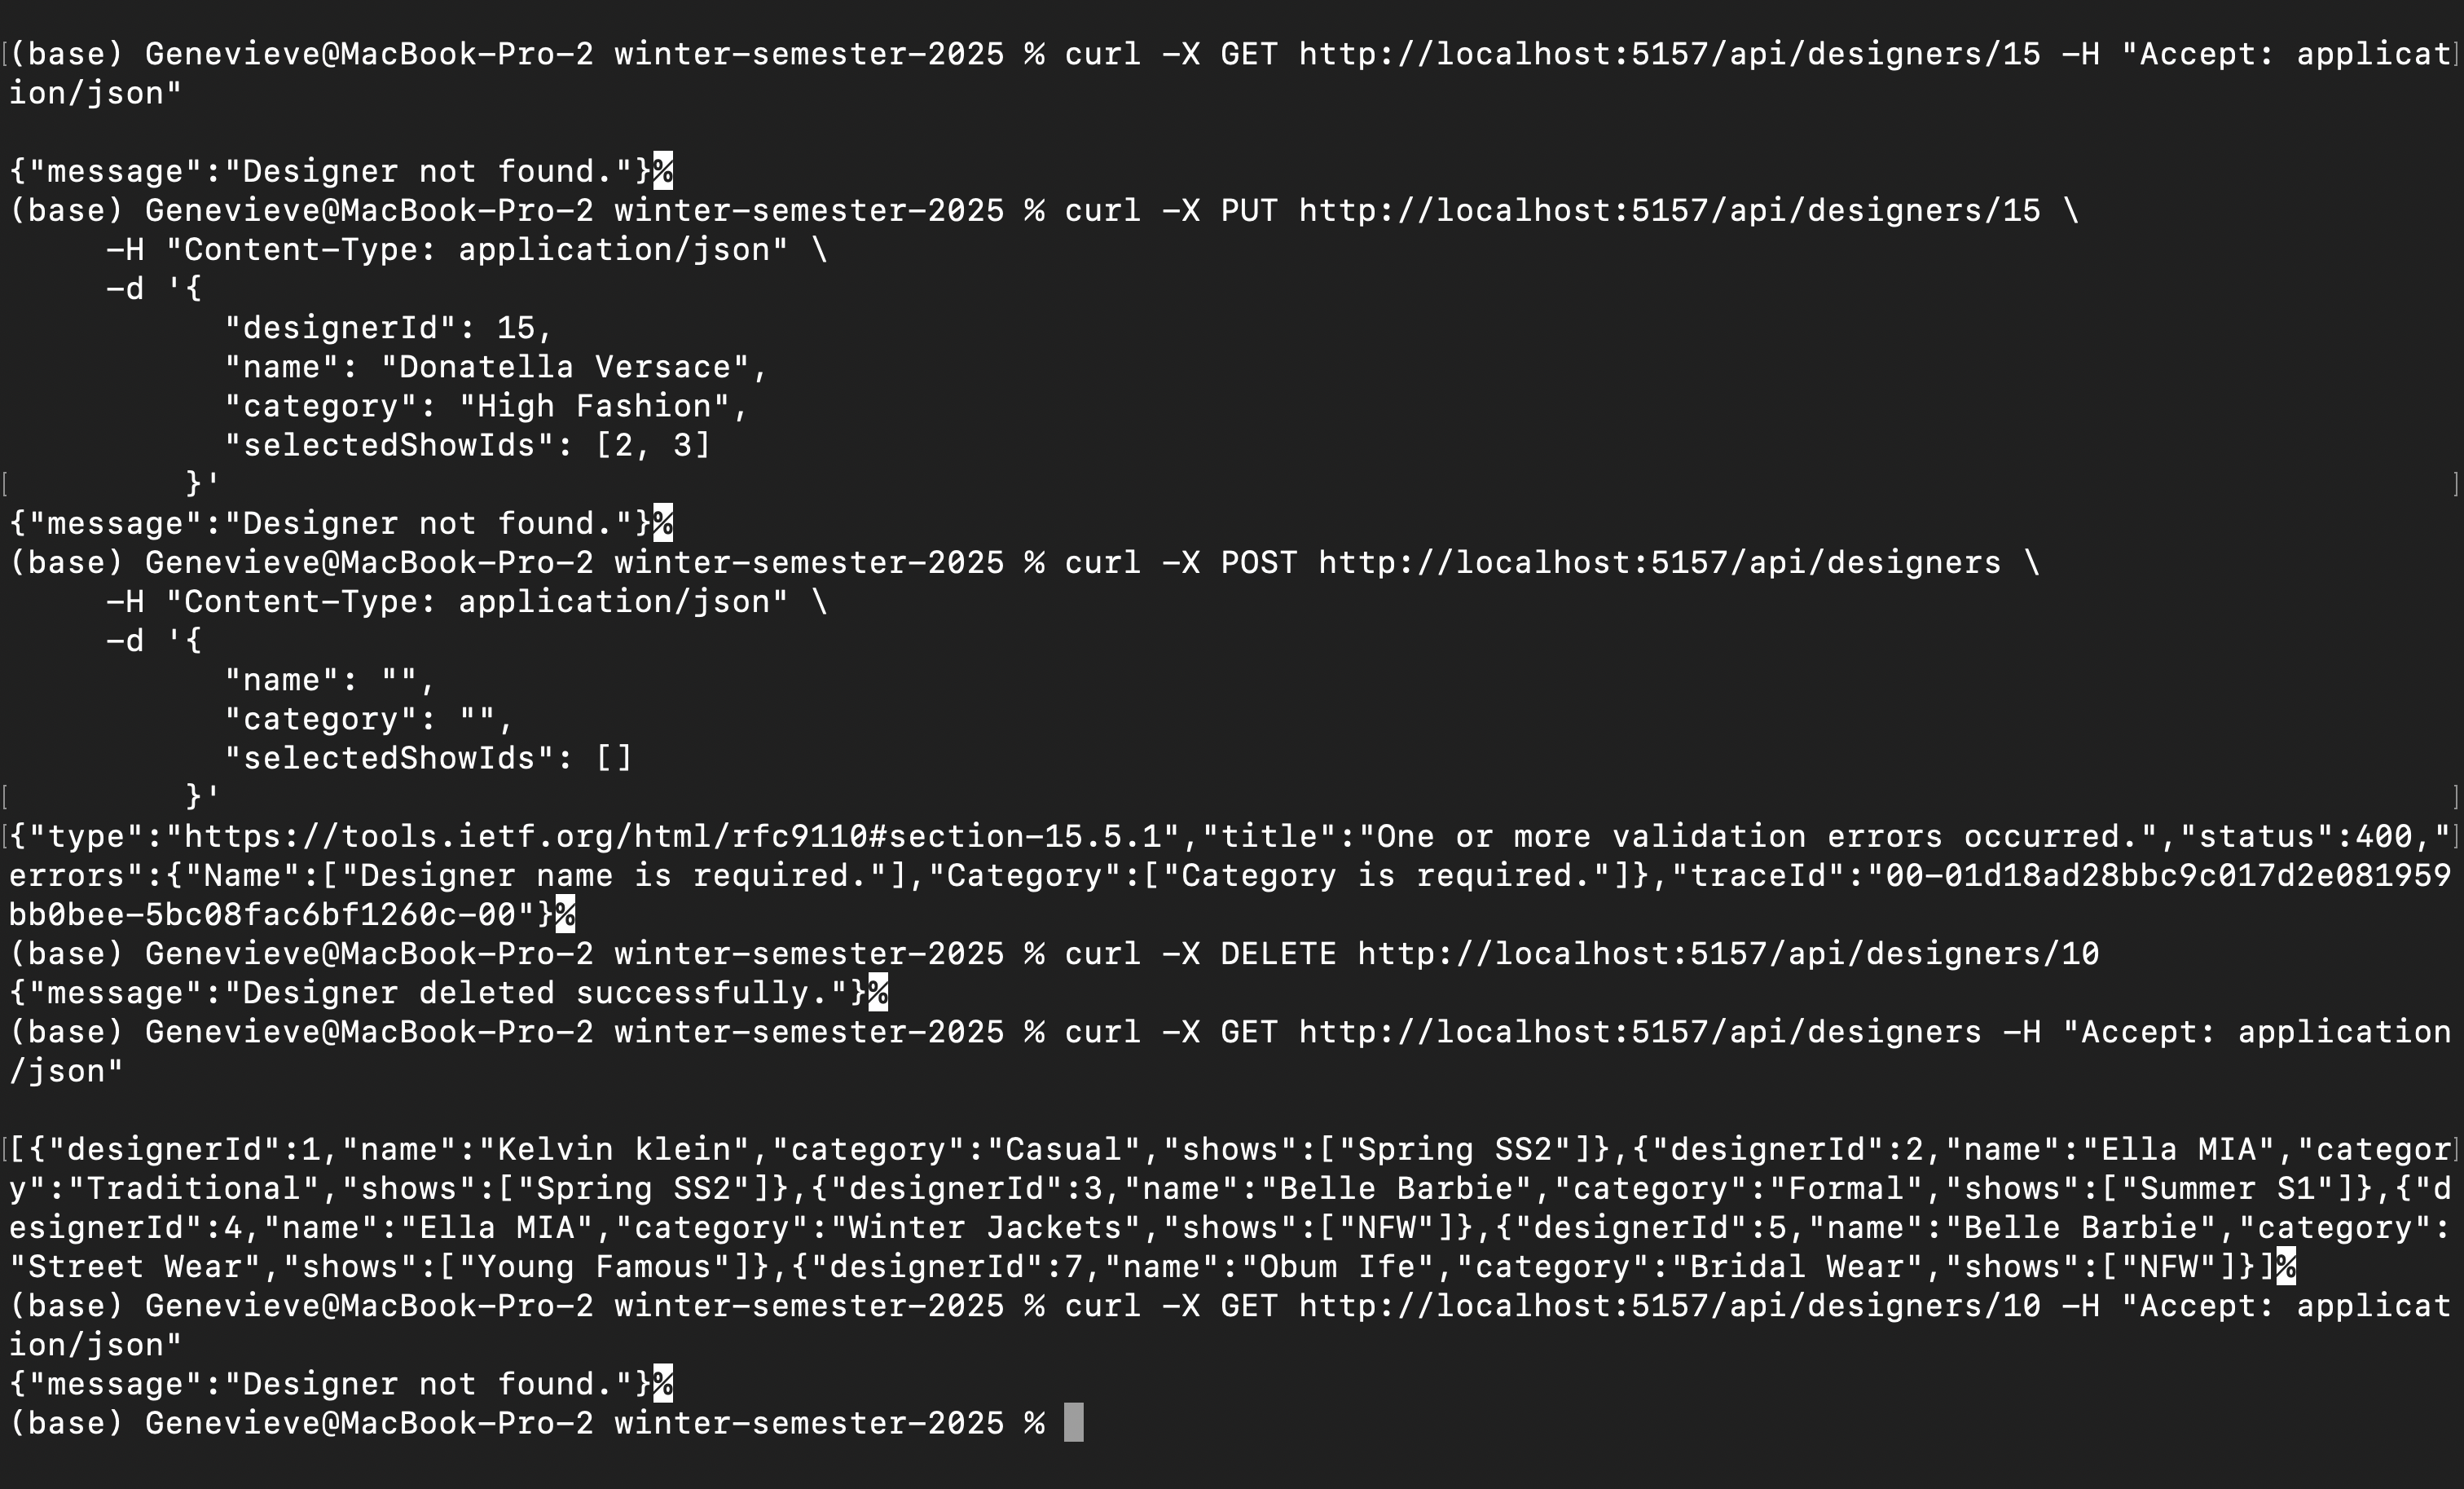 (base) Genevieve@MacBook-Pro-2 winter-semester-2025 % curl -X GET http://localhost:5157/api/designers/15 -H "Accept: applicat
ion/json"
{"message":"Designer not found."}%
(base) Genevieve@MacBook-Pro-2 winter-semester-2025 % curl -X PUT http://localhost:5157/api/designers/15 \
     -H "Content-Type: application/json" \
     -d '{
           "designerId": 15,
           "name": "Donatella Versace",
           "category": "High Fashion",
           "selectedShowIds": [2, 3]
         }'
{"message":"Designer not found."}%
(base) Genevieve@MacBook-Pro-2 winter-semester-2025 % curl -X POST http://localhost:5157/api/designers \
     -H "Content-Type: application/json" \
     -d '{
           "name": "",
           "category": "",
           "selectedShowIds": []
         }'
{"type":"https://tools.ietf.org/html/rfc9110#section-15.5.1","title":"One or more validation errors occurred.","status":400,"
errors":{"Name":["Designer name is required."],"Category":["Category is required."]},"traceId":"00-01d18ad28bbc9c017d2e081959
bb0bee-5bc08fac6bf1260c-00"}%
(base) Genevieve@MacBook-Pro-2 winter-semester-2025 % curl -X DELETE http://localhost:5157/api/designers/10
{"message":"Designer deleted successfully."}%
(base) Genevieve@MacBook-Pro-2 winter-semester-2025 % curl -X GET http://localhost:5157/api/designers -H "Accept: application
/json"
[{"designerId":1,"name":"Kelvin klein","category":"Casual","shows":["Spring SS2"]},{"designerId":2,"name":"Ella MIA","categor
y":"Traditional","shows":["Spring SS2"]},{"designerId":3,"name":"Belle Barbie","category":"Formal","shows":["Summer S1"]},{"d
esignerId":4,"name":"Ella MIA","category":"Winter Jackets","shows":["NFW"]},{"designerId":5,"name":"Belle Barbie","category":
"Street Wear","shows":["Young Famous"]},{"designerId":7,"name":"Obum Ife","category":"Bridal Wear","shows":["NFW"]}]%
(base) Genevieve@MacBook-Pro-2 winter-semester-2025 % curl -X GET http://localhost:5157/api/designers/10 -H "Accept: applicat
ion/json"
{"message":"Designer not found."}%
(base) Genevieve@MacBook-Pro-2 winter-semester-2025 %